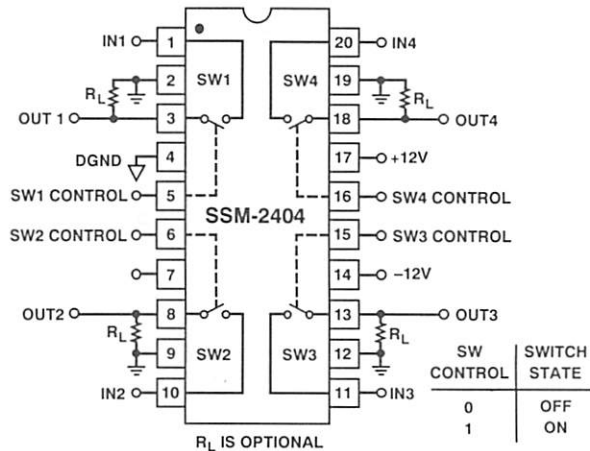 IN1 1 20 IN4
2 SW1 SW4 19
RL RL
OUT 1 3 18 OUT4
DGND 4 17 +12V
SW1 CONTROL 5 16 SW4 CONTROL
SSM-2404
SW2 CONTROL 6 15 SW3 CONTROL
7 14 −12V
OUT2 8 13 OUT3
RL RL
9 SW2 SW3 12
IN2 10 11 IN3
RL IS OPTIONAL
SW CONTROL SWITCH STATE
0 OFF
1 ON